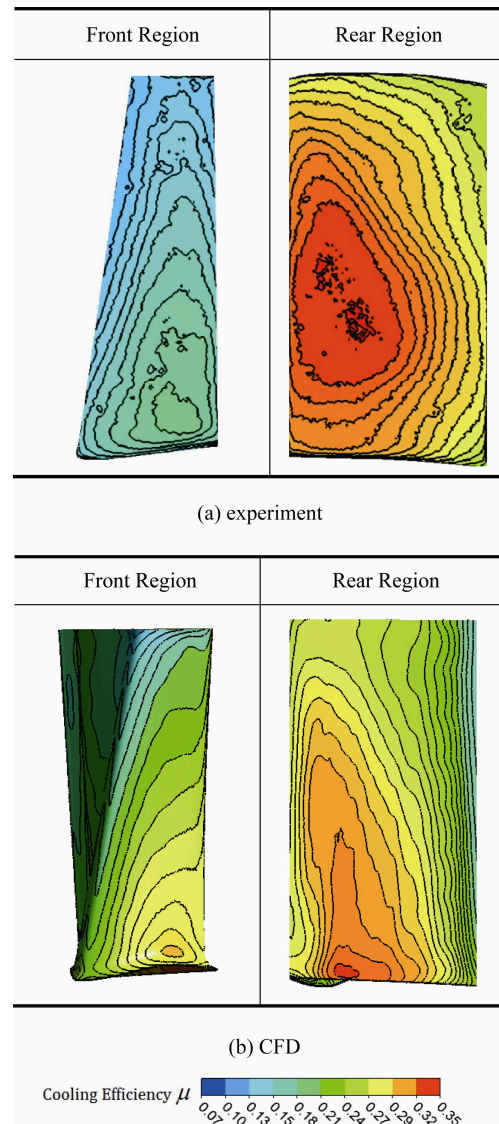 Front Region
Rear Region
(a) experiment
Front Region
Rear Region
(b) CFD
Cooling Efficiency μ
0.07 0.10 0.13 0.15 0.18 0.21 0.24 0.27 0.29 0.32 0.35